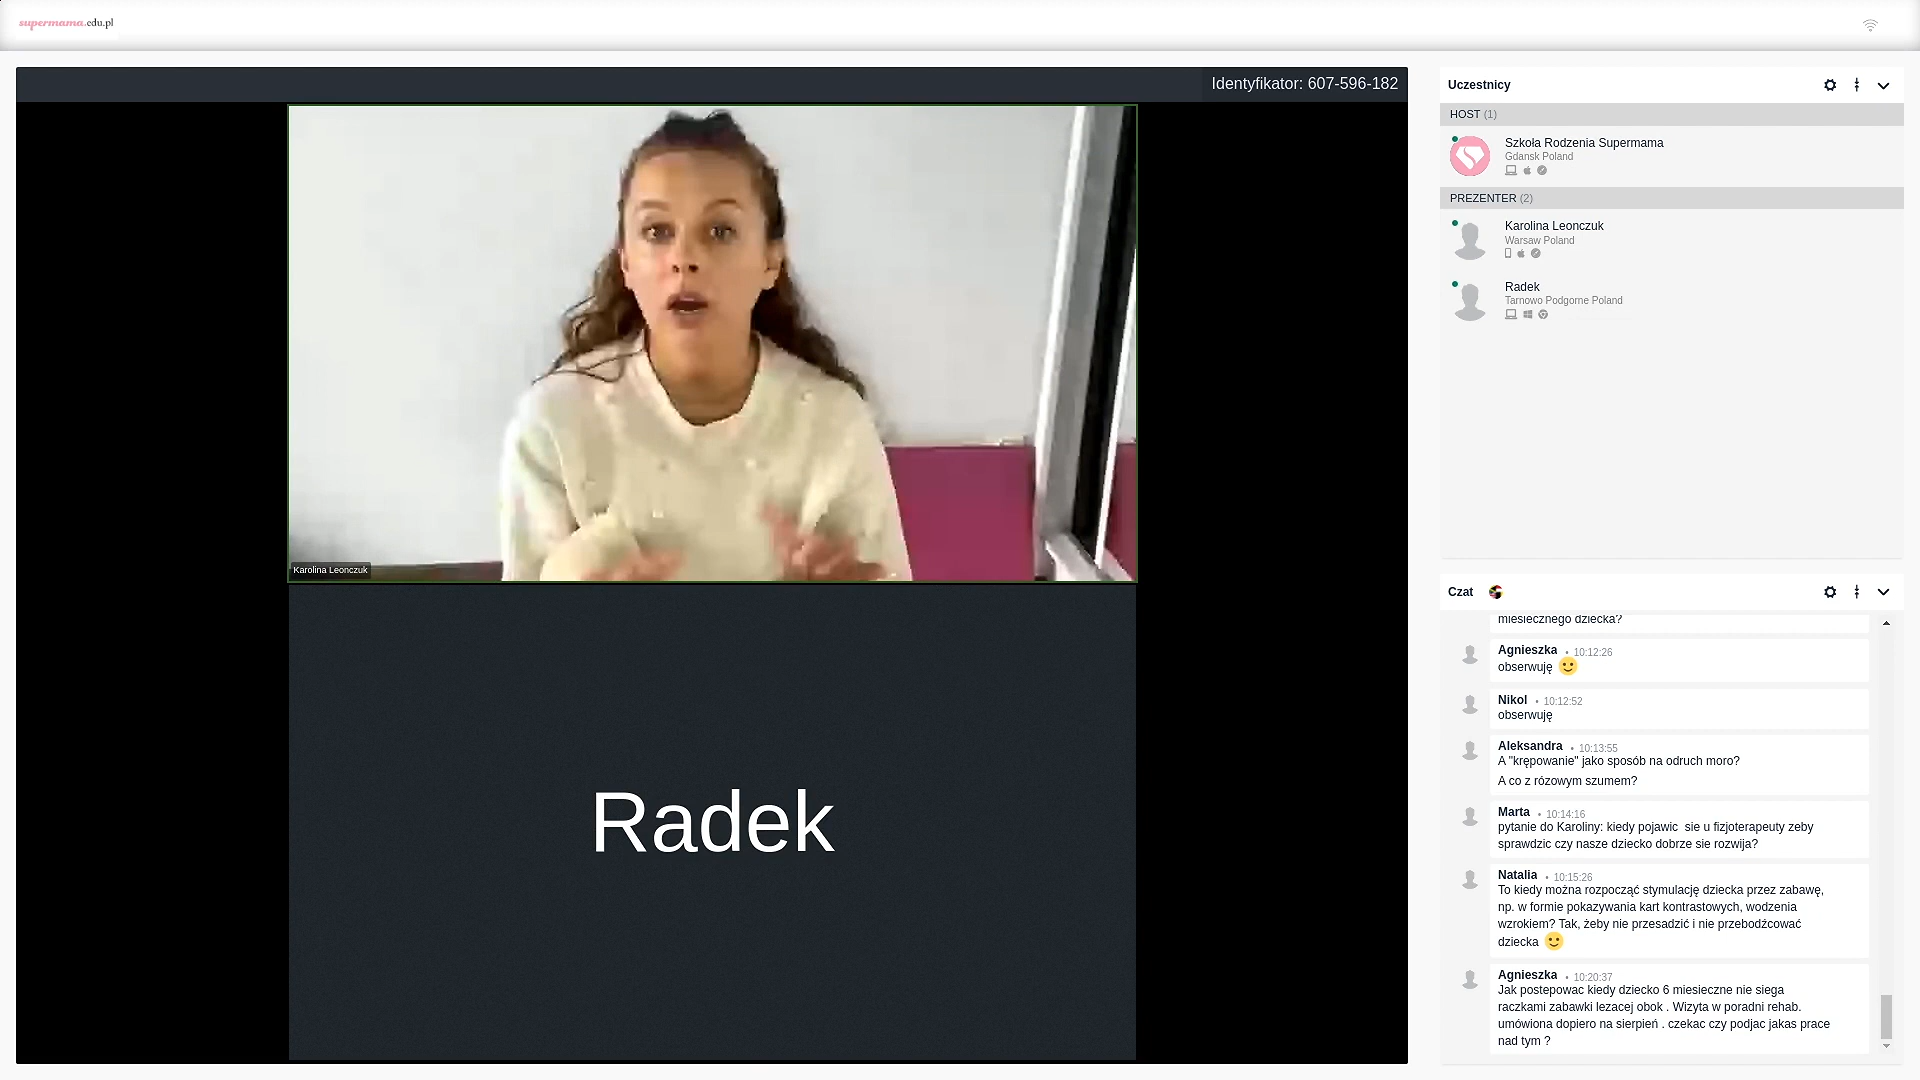 supermama.edu.pl
Identyfikator: 607-596-182
Karolina Leonczuk
Radek
Uczestnicy
HOST (1)
Szkoła Rodzenia Supermama
Gdansk Poland
PREZENTER (2)
Karolina Leonczuk
Warsaw Poland
Radek
Tarnowo Podgorne Poland
Czat
miesiecznego dziecka?
Agnieszka • 10:12:26
obserwuję
Nikol • 10:12:52
obserwuję
Aleksandra • 10:13:55
A "krępowanie" jako sposób na odruch moro?
A co z rózowym szumem?
Marta • 10:14:16
pytanie do Karoliny: kiedy pojawic  sie u fizjoterapeuty zeby
sprawdzic czy nasze dziecko dobrze sie rozwija?
Natalia • 10:15:26
To kiedy można rozpocząć stymulację dziecka przez zabawę,
np. w formie pokazywania kart kontrastowych, wodzenia
wzrokiem? Tak, żeby nie przesadzić i nie przebodźcować
dziecka
Agnieszka • 10:20:37
Jak postepowac kiedy dziecko 6 miesieczne nie siega
raczkami zabawki lezacej obok . Wizyta w poradni rehab.
umówiona dopiero na sierpień . czekac czy podjac jakas prace
nad tym ?